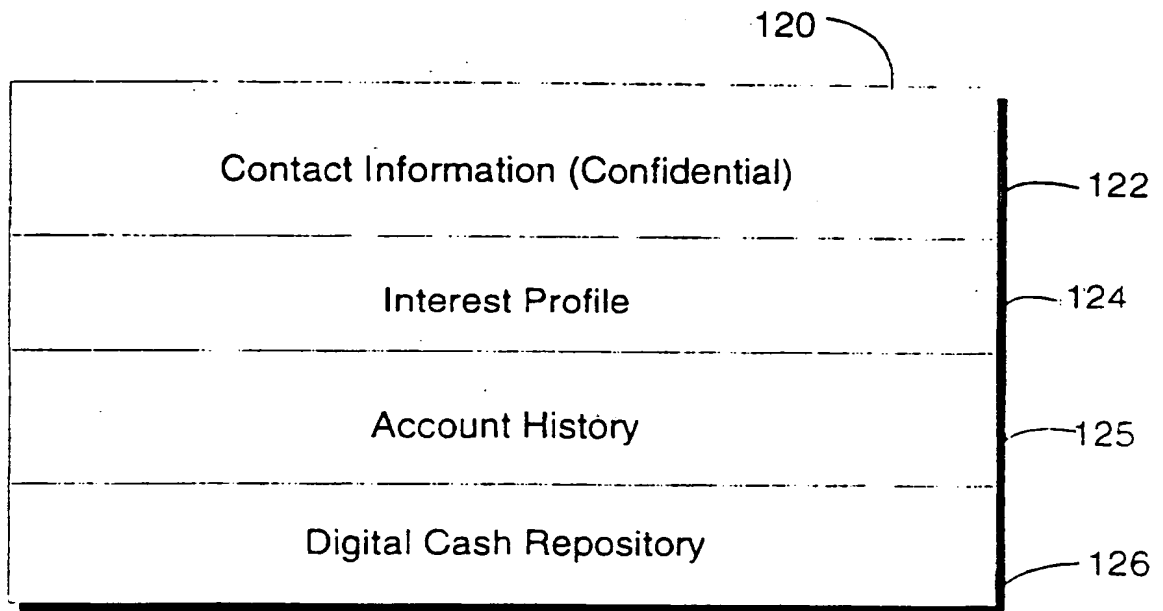 120
Contact Information (Confidential)
122
Interest Profile
124
Account History
125
Digital Cash Repository
126